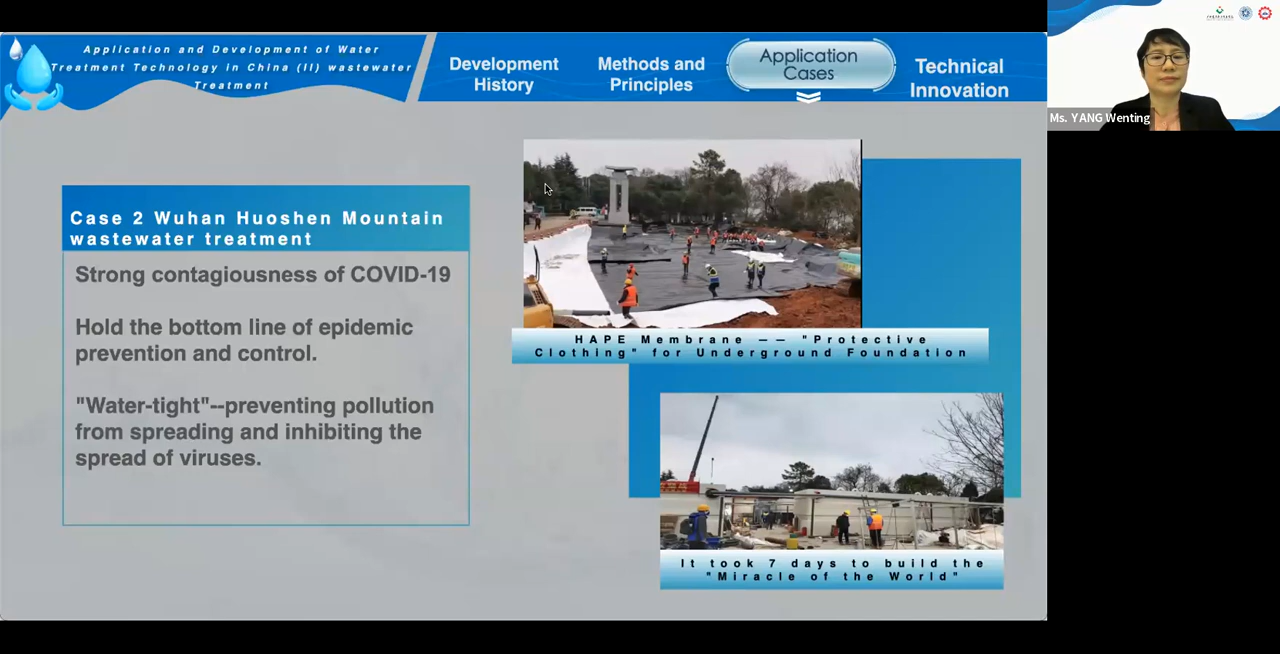 Application and Development of Water
Treatment Technology in China (II) wastewater
Treatment
Development
History
Methods and
Principles
Application
Cases
Technical
Innovation
Ms. YANG Wenting
Case 2 Wuhan Huoshen Mountain
wastewater treatment
Strong contagiousness of COVID-19
Hold the bottom line of epidemic
prevention and control.
"Water-tight"--preventing pollution
from spreading and inhibiting the
spread of viruses.
HAPE Membrane —— "Protective
Clothing" for Underground Foundation
It took 7 days to build the
"Miracle of the World"